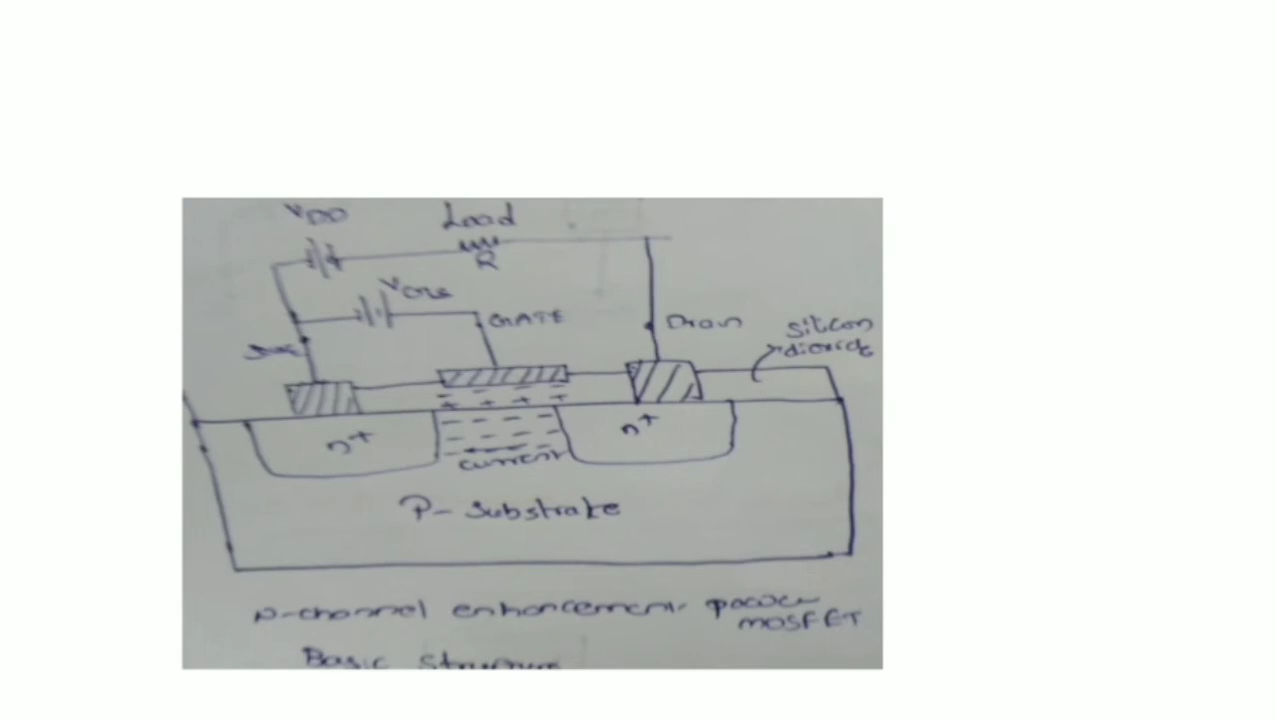 VDD Load
R
VGS
GATE
Drain
Silicon
dioxide
+ + + +
n+
n+
current
P- Substrate
N-channel enhancement power
MOSFET
Basic Structure